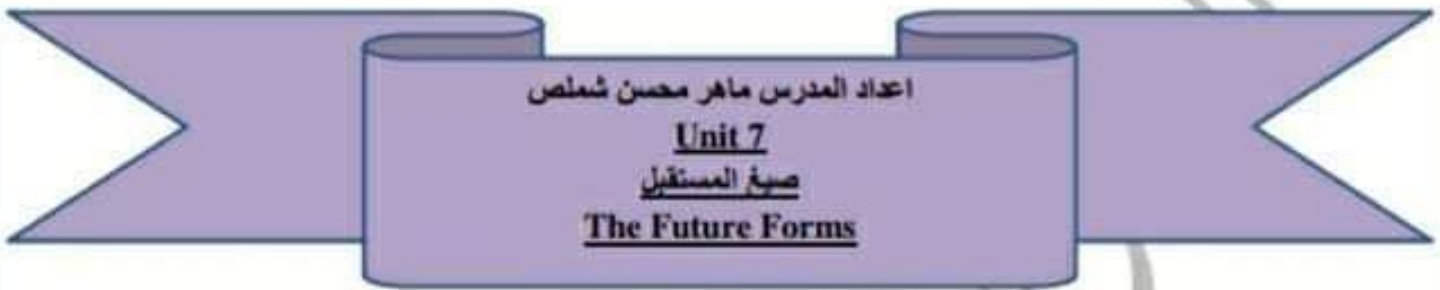 اعداد المدرس ماهر محسن شملص
Unit 7
صيغ المستقبل
The Future Forms